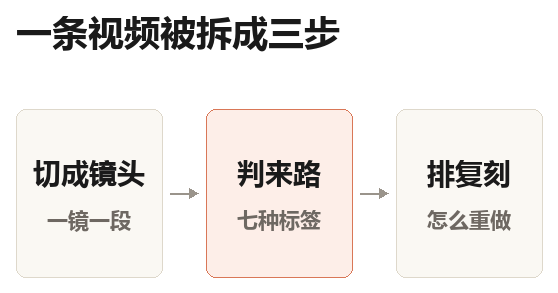 一条视频被拆成三步
切成镜头
一镜一段
判来路
七种标签
排复刻
怎么重做